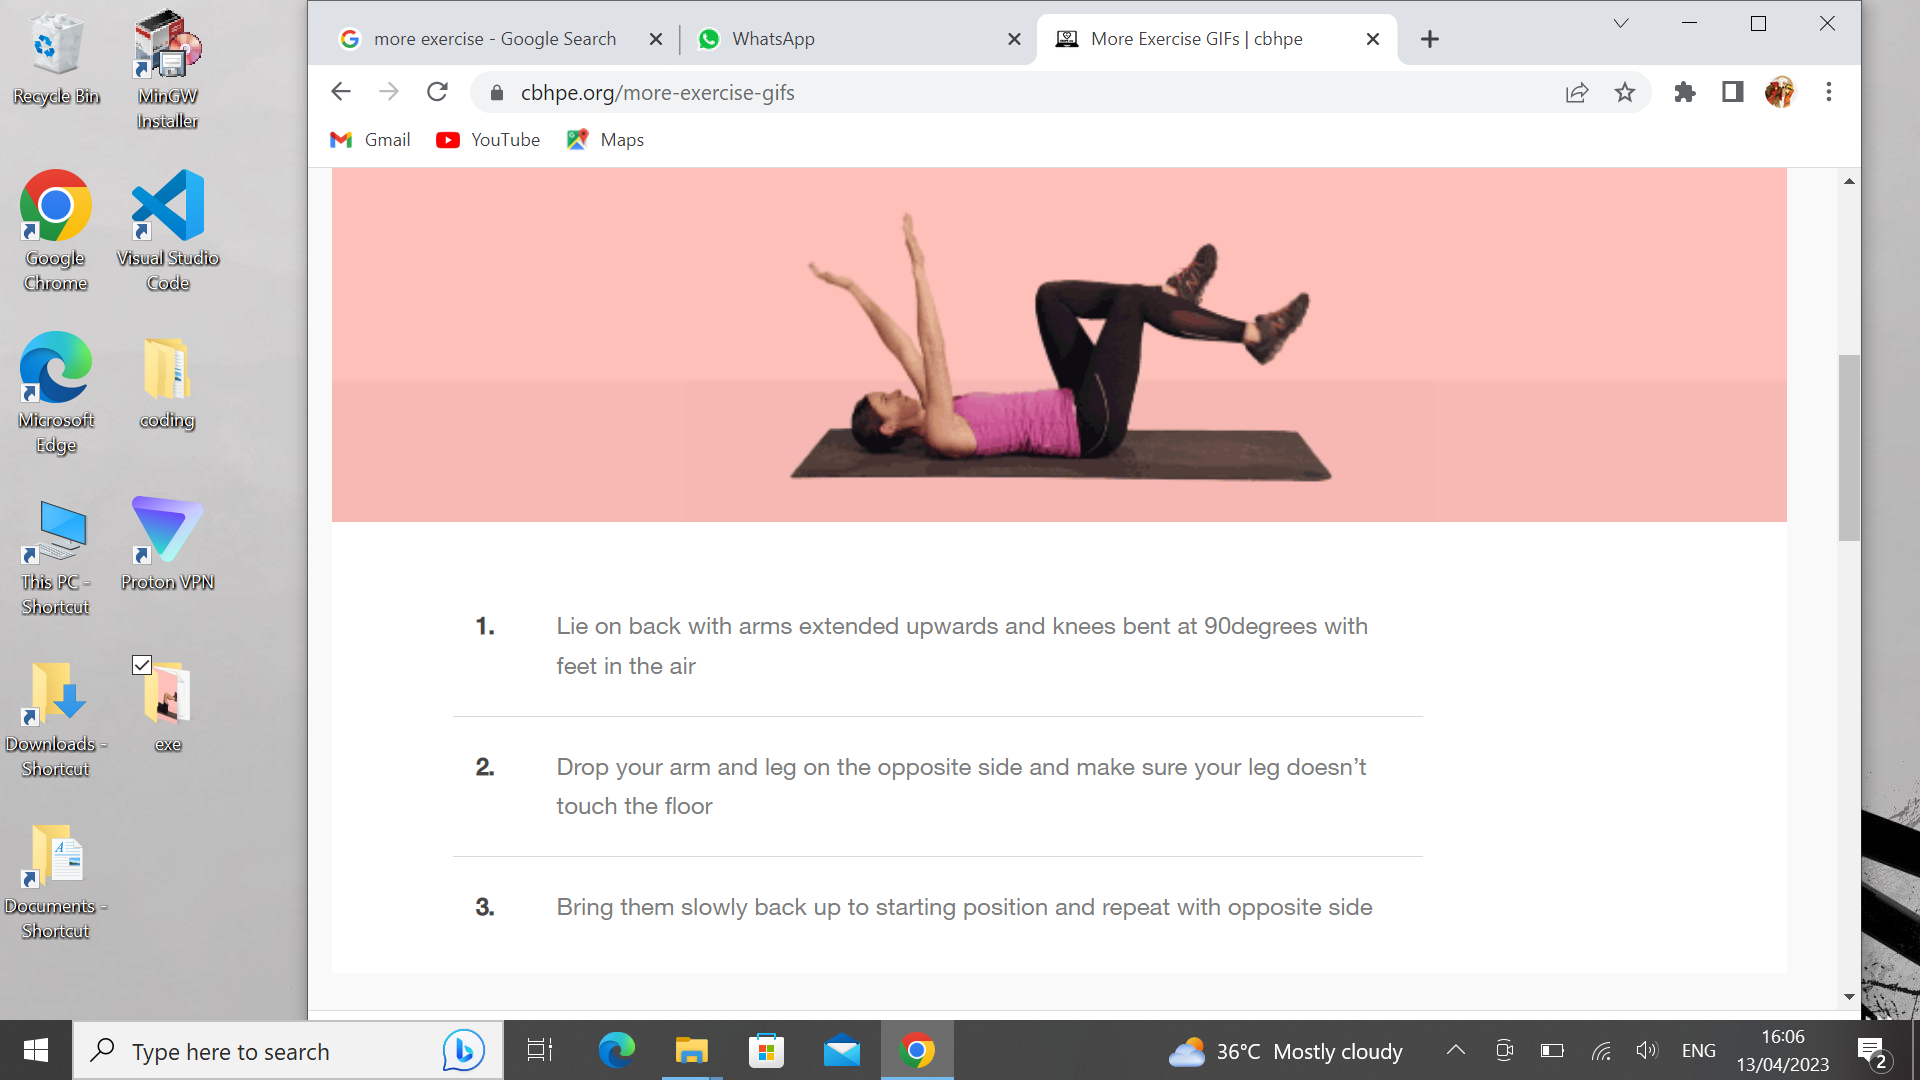 Recycle Bin
MinGW
Installer
Google
Chrome
Visual Studio
Code
Microsoft
Edge
coding
This PC -
Shortcut
Proton VPN
Downloads -
Shortcut
exe
Documents -
Shortcut
more exercise - Google Search
WhatsApp
More Exercise GIFs | cbhpe
cbhpe.org/more-exercise-gifs
Gmail
YouTube
Maps
1. Lie on back with arms extended upwards and knees bent at 90degrees with
feet in the air
2. Drop your arm and leg on the opposite side and make sure your leg doesn’t
touch the floor
3. Bring them slowly back up to starting position and repeat with opposite side
Type here to search
36°C Mostly cloudy
ENG
16:06
13/04/2023
2